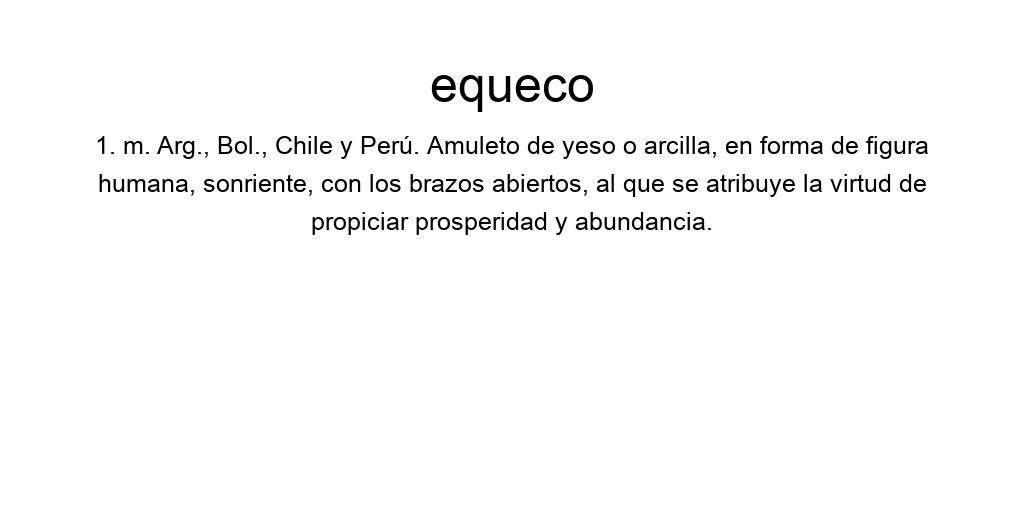 equeco
1. m. Arg., Bol., Chile y Perú. Amuleto de yeso o arcilla, en forma de figura
humana, sonriente, con los brazos abiertos, al que se atribuye la virtud de
propiciar prosperidad y abundancia.